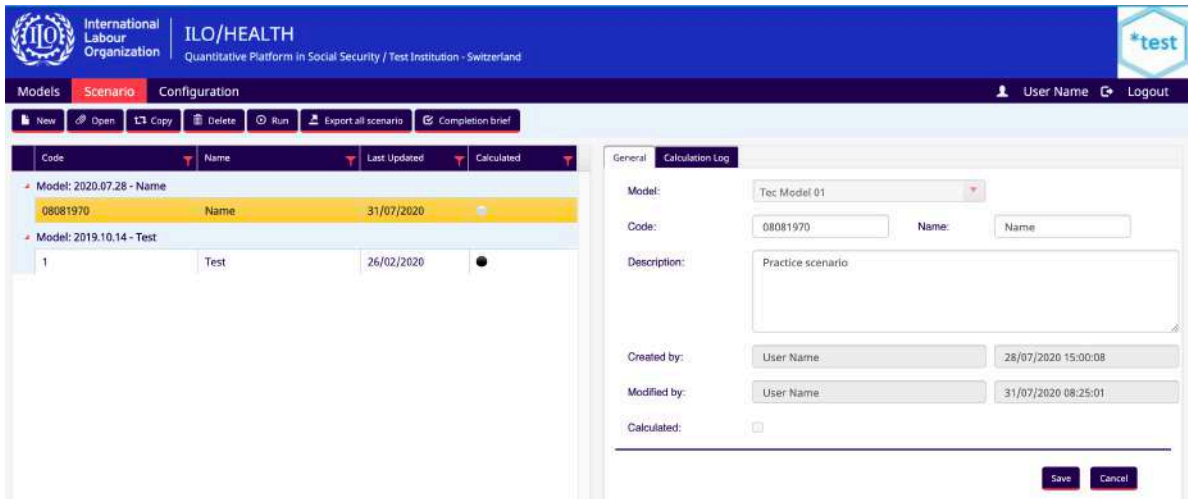 International
Labour
Organization
ILO/HEALTH
Quantitative Platform in Social Security / Test Institution - Switzerland
*test
Models Scenario Configuration User Name Logout
New Open Copy Delete Run Export all scenario Completion brief
Code Name Last Updated Calculated
Model: 2020.07.28 - Name
08081970 Name 31/07/2020
Model: 2019.10.14 - Test
1 Test 26/02/2020
General Calculation Log
Model: Tec Model 01
Code: 08081970 Name: Name
Description: Practice scenario
Created by: User Name 28/07/2020 15:00:08
Modified by: User Name 31/07/2020 08:25:01
Calculated:
Save Cancel